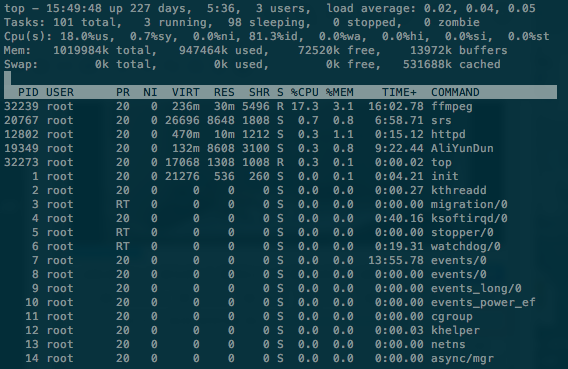 top - 15:49:48 up 227 days,  5:36,  3 users,  load average: 0.02, 0.04, 0.05
Tasks: 101 total,   3 running,  98 sleeping,   0 stopped,   0 zombie
Cpu(s): 18.0%us,  0.7%sy,  0.0%ni, 81.3%id,  0.0%wa,  0.0%hi,  0.0%si,  0.0%st
Mem:   1019984k total,   947464k used,    72520k free,    13972k buffers
Swap:        0k total,        0k used,        0k free,   531688k cached
  PID USER      PR  NI  VIRT  RES  SHR S %CPU %MEM    TIME+  COMMAND
32239 root      20   0  236m  30m 5496 R 17.3  3.1  16:02.78 ffmpeg
20767 root      20   0 26696 8648 1808 S  0.7  0.8   6:58.71 srs
12802 root      20   0  470m  10m 1212 S  0.3  1.1   0:15.12 httpd
19349 root      20   0  132m 8608 3100 S  0.3  0.8   9:22.44 AliYunDun
32273 root      20   0 17068 1308 1008 R  0.3  0.1   0:00.02 top
    1 root      20   0 21276  536  260 S  0.0  0.1   0:04.21 init
    2 root      20   0     0    0    0 S  0.0  0.0   0:00.27 kthreadd
    3 root      RT   0     0    0    0 S  0.0  0.0   0:00.00 migration/0
    4 root      20   0     0    0    0 S  0.0  0.0   0:40.16 ksoftirqd/0
    5 root      RT   0     0    0    0 S  0.0  0.0   0:00.00 stopper/0
    6 root      RT   0     0    0    0 S  0.0  0.0   0:19.31 watchdog/0
    7 root      20   0     0    0    0 S  0.0  0.0  13:55.78 events/0
    8 root      20   0     0    0    0 S  0.0  0.0   0:00.00 events/0
    9 root      20   0     0    0    0 S  0.0  0.0   0:00.00 events_long/0
   10 root      20   0     0    0    0 S  0.0  0.0   0:00.00 events_power_ef
   11 root      20   0     0    0    0 S  0.0  0.0   0:00.00 cgroup
   12 root      20   0     0    0    0 S  0.0  0.0   0:00.03 khelper
   13 root      20   0     0    0    0 S  0.0  0.0   0:00.00 netns
   14 root      20   0     0    0    0 S  0.0  0.0   0:00.00 async/mgr